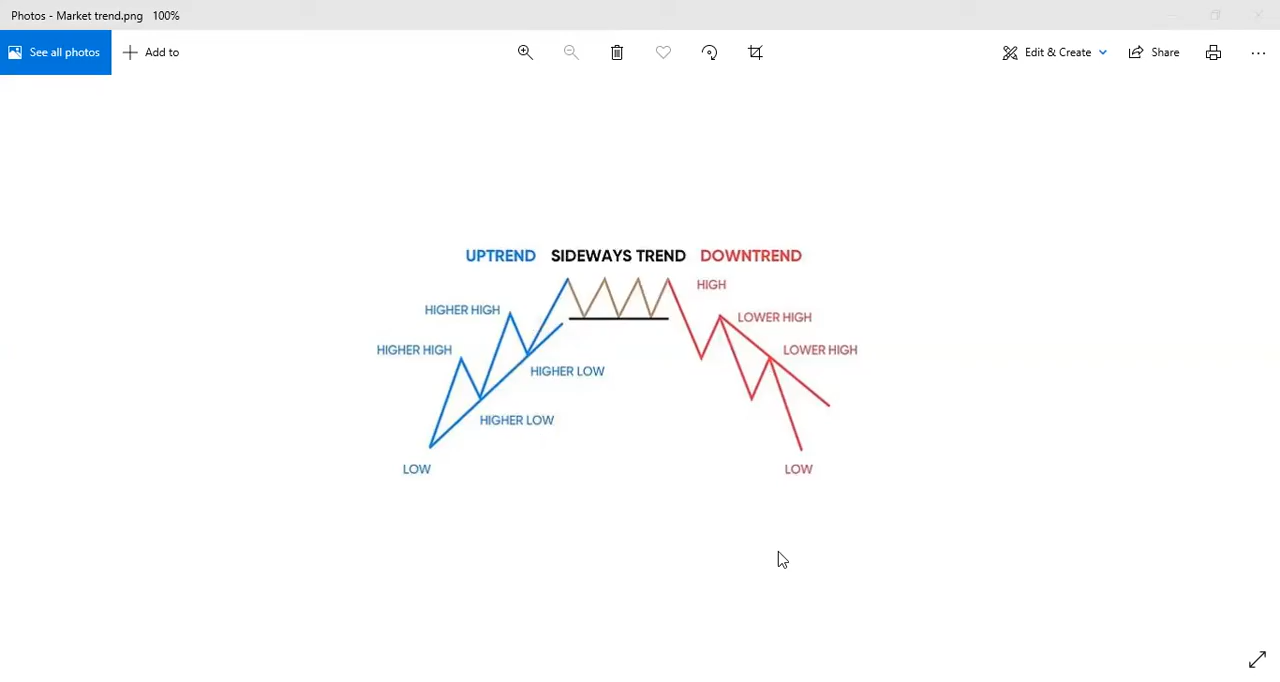 Photos - Market trend.png 100%
See all photos
Add to
Edit & Create
Share
UPTREND SIDEWAYS TREND DOWNTREND
HIGH
HIGHER HIGH
LOWER HIGH
HIGHER HIGH
LOWER HIGH
HIGHER LOW
HIGHER LOW
LOW
LOW